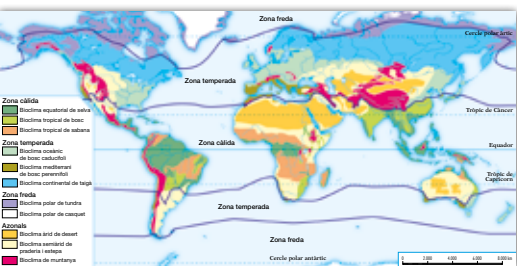 Zona freda
Cercle polar àrtic
Zona temperada
Tròpic de Càncer
Zona càlida
Equador
Tròpic de
Capricorn
Zona temperada
Zona freda
Cercle polar antàrtic
Zona càlida
Bioclima equatorial de selva
Bioclima tropical de bosc
Bioclima tropical de sabana
Zona temperada
Bioclima oceànic
de bosc caducifoli
Bioclima mediterrani
de bosc perennifoli
Bioclima continental de taigà
Zona freda
Bioclima polar de tundra
Bioclima polar de casquet
Azonals
Bioclima àrid de desert
Bioclima semiàrid de
praderia i estepa
Bioclima de muntanya
0 2.000 4.000 6.000 8.000 km